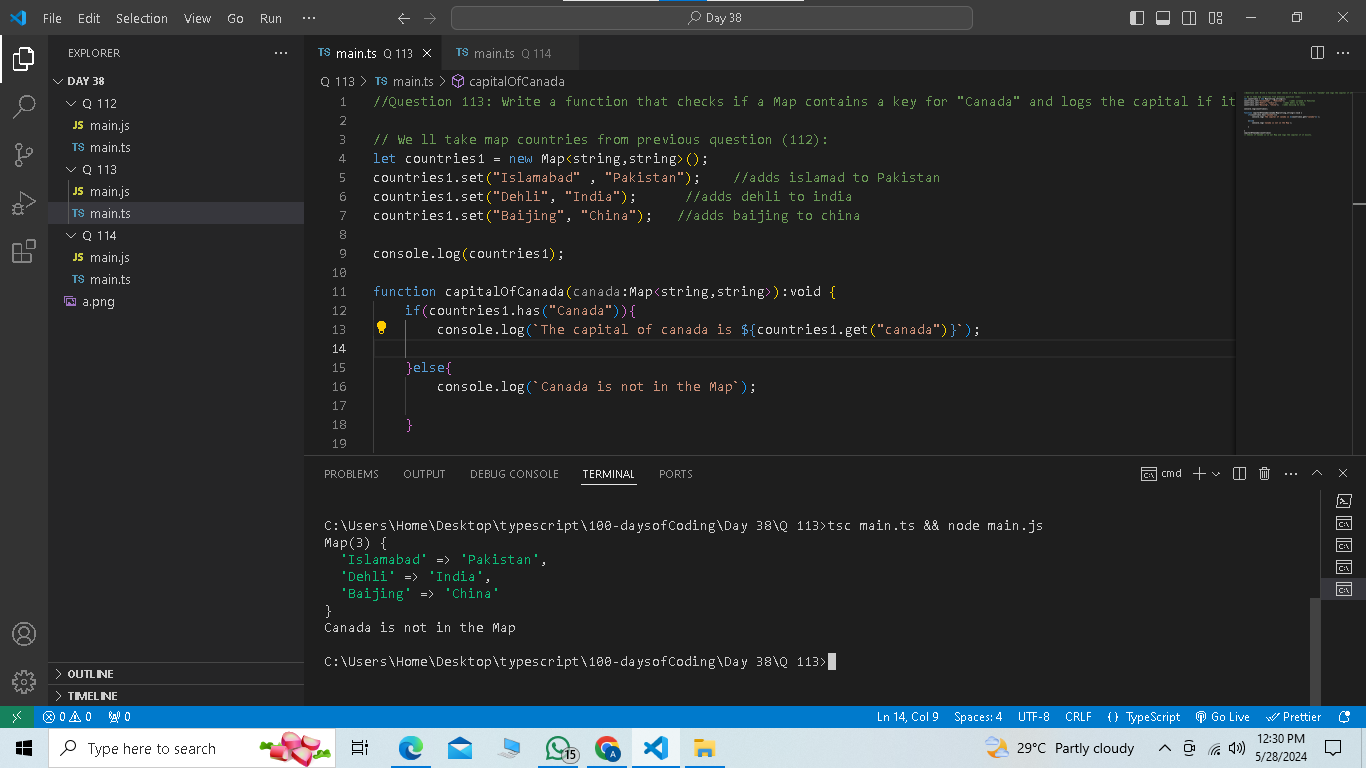 File Edit Selection View Go Run ··· Day 38
EXPLORER ···
DAY 38
Q 112
JS main.js
TS main.ts
Q 113
JS main.js
TS main.ts
Q 114
JS main.js
TS main.ts
a.png
OUTLINE
TIMELINE
TS main.ts Q 113 TS main.ts Q 114
Q 113 > TS main.ts > capitalOfCanada
1 //Question 113: Write a function that checks if a Map contains a key for "Canada" and logs the capital if it
2
3 // We ll take map countries from previous question (112):
4 let countries1 = new Map<string,string>();
5 countries1.set("Islamabad" , "Pakistan"); //adds islamad to Pakistan
6 countries1.set("Dehli", "India"); //adds dehli to india
7 countries1.set("Baijing", "China"); //adds baijing to china
8
9 console.log(countries1);
10
11 function capitalOfCanada(canada:Map<string,string>):void {
12 if(countries1.has("Canada")){
13 console.log(`The capital of canada is ${countries1.get("canada")}`);
14
15 }else{
16 console.log(`Canada is not in the Map`);
17
18 }
19
PROBLEMS OUTPUT DEBUG CONSOLE TERMINAL PORTS cmd
C:\Users\Home\Desktop\typescript\100-daysofCoding\Day 38\Q 113>tsc main.ts && node main.js
Map(3) {
'Islamabad' => 'Pakistan',
'Dehli' => 'India',
'Baijing' => 'China'
}
Canada is not in the Map
C:\Users\Home\Desktop\typescript\100-daysofCoding\Day 38\Q 113>
0 0 0 Ln 14, Col 9 Spaces: 4 UTF-8 CRLF {} TypeScript Go Live Prettier
Type here to search 15 A 29°C Partly cloudy 12:30 PM
5/28/2024